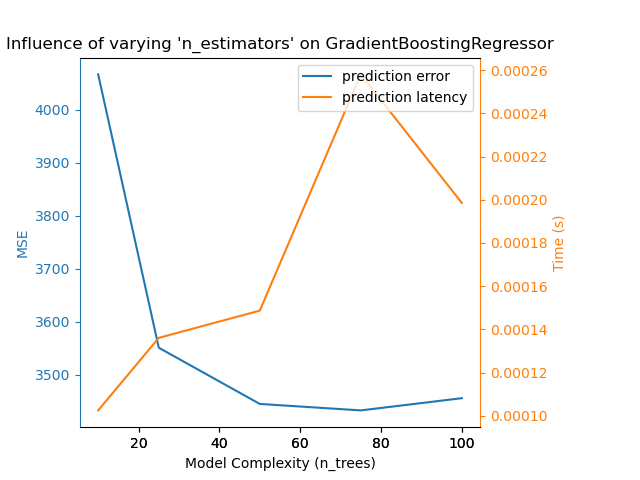 Influence of varying 'n_estimators' on GradientBoostingRegressor
prediction error
prediction latency
4000
3900
3800
3700
3600
3500
MSE
0.00026
0.00024
0.00022
0.00020
0.00018
0.00016
0.00014
0.00012
0.00010
Time (s)
20 40 60 80 100
Model Complexity (n_trees)